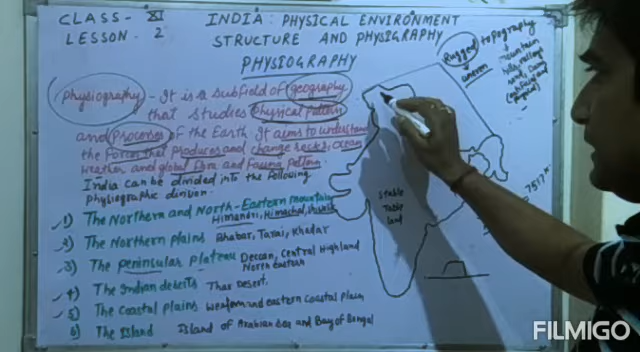 CLASS - XI
LESSON - 2
INDIA : PHYSICAL ENVIRONMENT
STRUCTURE AND PHYSIGRAPHY
PHYSIOGRAPHY
Physiography - It is a subfield of geography
that studies physical pattern
and Processes of the Earth. It aims to understand
the forces that produces and change rocks, ocean
weather and global flora and fauna pattern.
India can be divided into the following
physiographic division.
1) The Northern and North-Eastern mountain
Himandri, Himachal, Shivalik
2) The Northern plains Bhabar, Tarai, Khadar
3) The peninsular plateau Deccan, Central Highland
North eastern
4) The Indian deserts Thar Desert.
5) The Coastal plains Western and eastern Coastal Plain
6) The Island Island of Arabian Sea and Bay of Bengal
Rugged topography
uneven
mountain
Stable
Table
land
FILMIGO